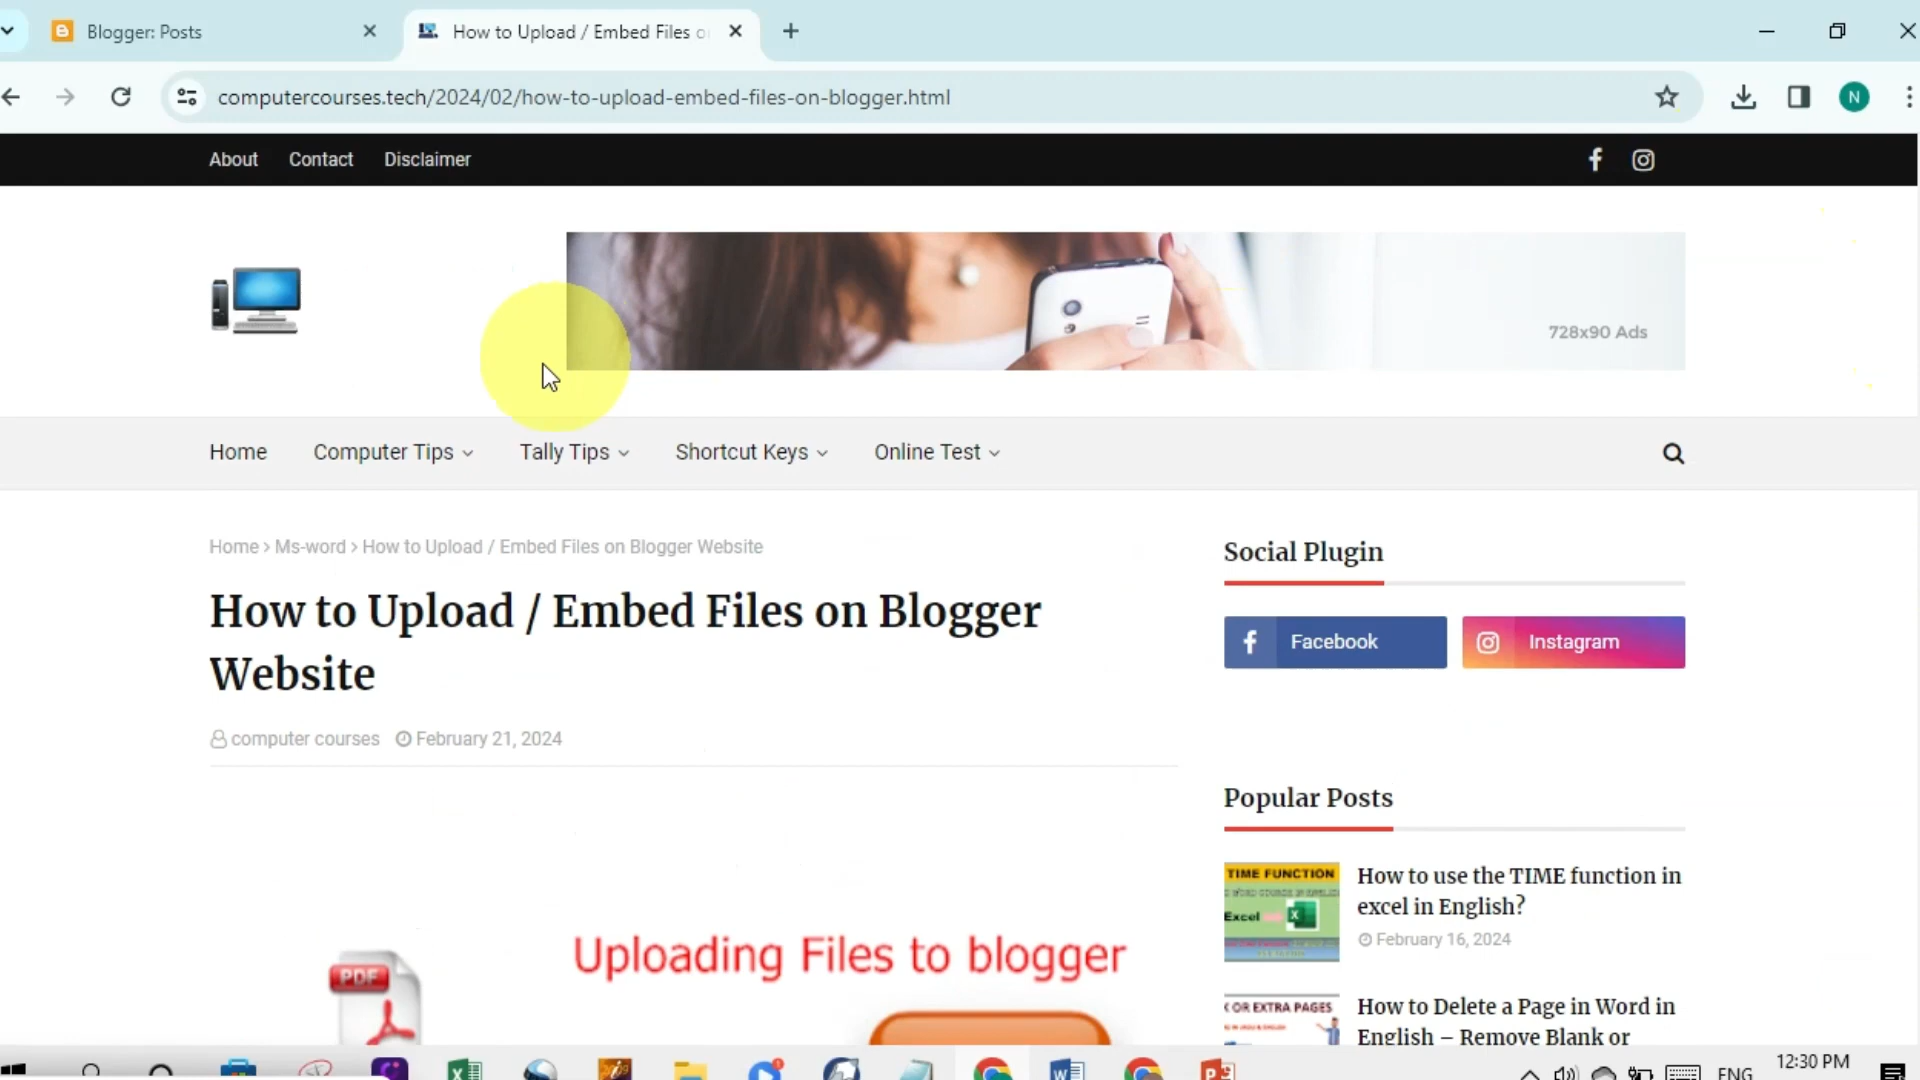 Blogger: Posts
How to Upload / Embed Files o
computercourses.tech/2024/02/how-to-upload-embed-files-on-blogger.html
N
About Contact Disclaimer
728x90 Ads
Home Computer Tips Tally Tips Shortcut Keys Online Test
Home > Ms-word > How to Upload / Embed Files on Blogger Website
How to Upload / Embed Files on Blogger
Website
computer courses February 21, 2024
Uploading Files to blogger
PDF
Social Plugin
Facebook Instagram
Popular Posts
TIME FUNCTION
Excel
How to use the TIME function in
excel in English?
February 16, 2024
OR EXTRA PAGES
How to Delete a Page in Word in
English – Remove Blank or
12:30 PM
ENG